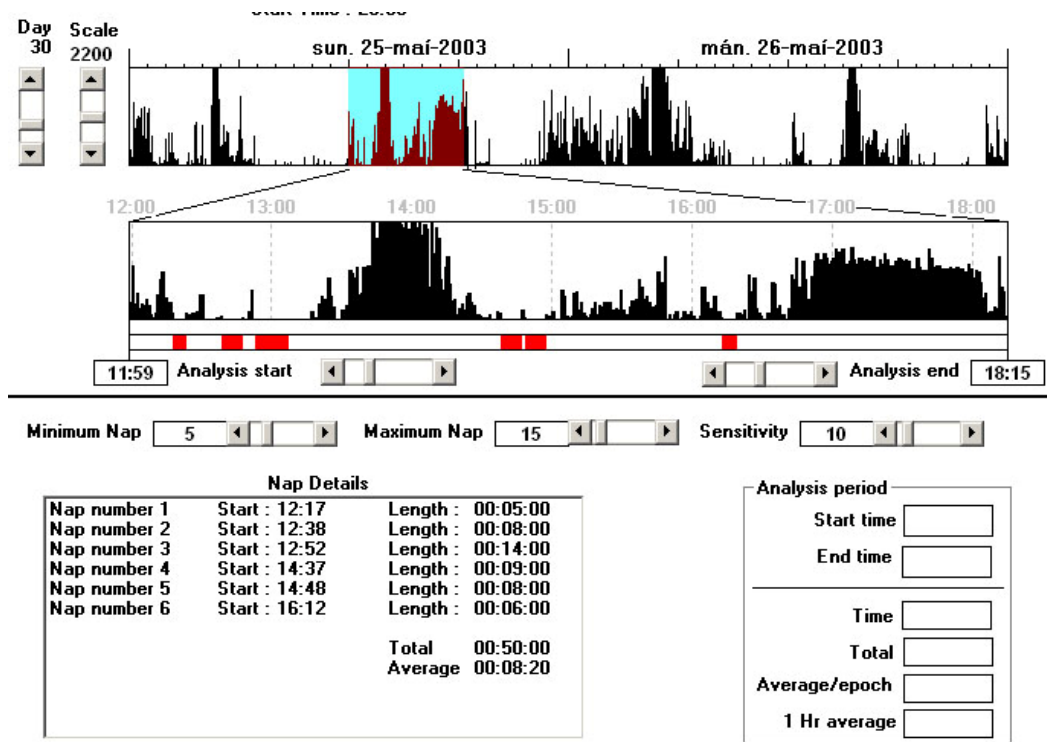 Day
30
Scale
2200
sun. 25-maí-2003
mán. 26-maí-2003
12:00 13:00 14:00 15:00 16:00 17:00 18:00
11:59 Analysis start
Analysis end 18:15
Minimum Nap 5
Maximum Nap 15
Sensitivity 10
Nap Details
Nap number 1 Start : 12:17 Length : 00:05:00
Nap number 2 Start : 12:38 Length : 00:08:00
Nap number 3 Start : 12:52 Length : 00:14:00
Nap number 4 Start : 14:37 Length : 00:09:00
Nap number 5 Start : 14:48 Length : 00:08:00
Nap number 6 Start : 16:12 Length : 00:06:00
Total 00:50:00
Average 00:08:20
Analysis period
Start time
End time
Time
Total
Average/epoch
1 Hr average